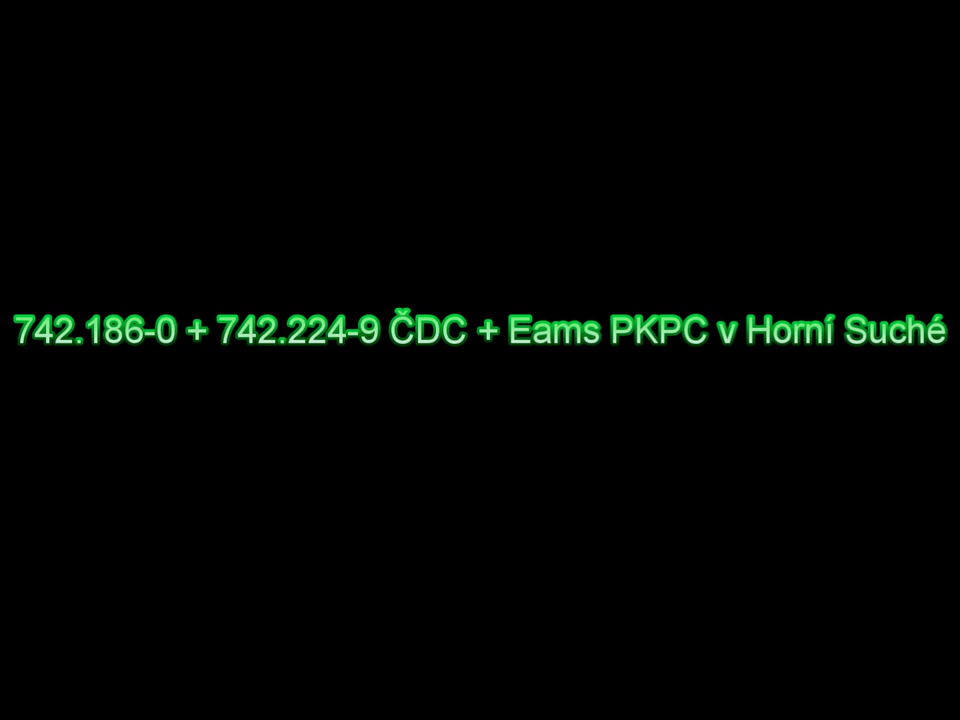 742.186-0 + 742.224-9 ČDC + Eams PKPC v Horní Suché